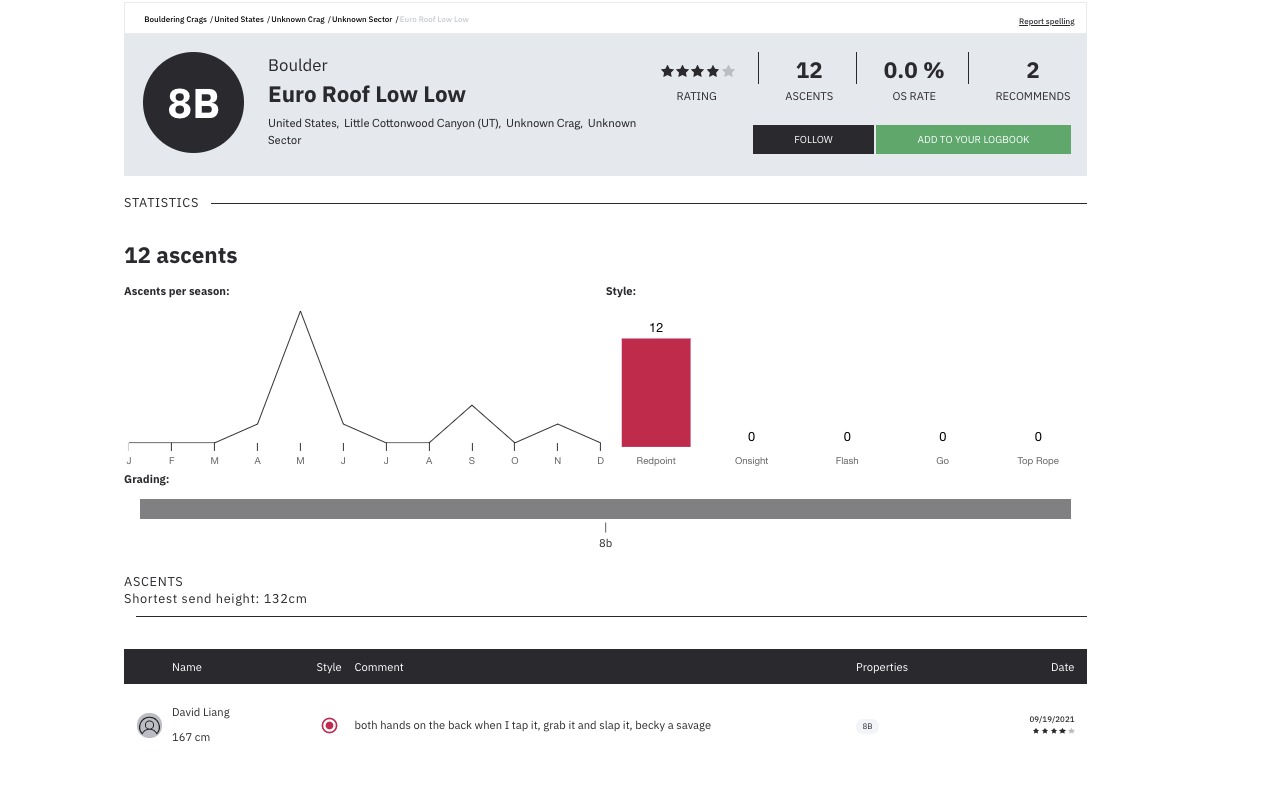 Bouldering Crags / United States / Unknown Crag / Unknown Sector / Euro Roof Low Low
Report spelling
8B
Boulder
Euro Roof Low Low
United States, Little Cottonwood Canyon (UT), Unknown Crag, Unknown
Sector
RATING
12
ASCENTS
0.0 %
OS RATE
2
RECOMMENDS
FOLLOW
ADD TO YOUR LOGBOOK
STATISTICS
12 ascents
Ascents per season:
J F M A M J J A S O N D
Style:
12 0 0 0 0
Redpoint Onsight Flash Go Top Rope
Grading:
8b
ASCENTS
Shortest send height: 132cm
Name Style Comment Properties Date
David Liang
167 cm
both hands on the back when I tap it, grab it and slap it, becky a savage
8B
09/19/2021